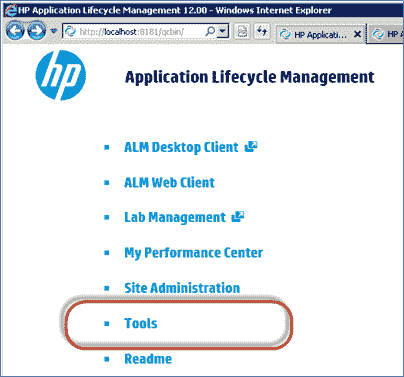 HP Application Lifecycle Management 12.00 - Windows Internet Explorer
http://localhost:8181/qcbin/
HP Applicati...
HP A
hp
Application Lifecycle Management
ALM Desktop Client
ALM Web Client
Lab Management
My Performance Center
Site Administration
Tools
Readme